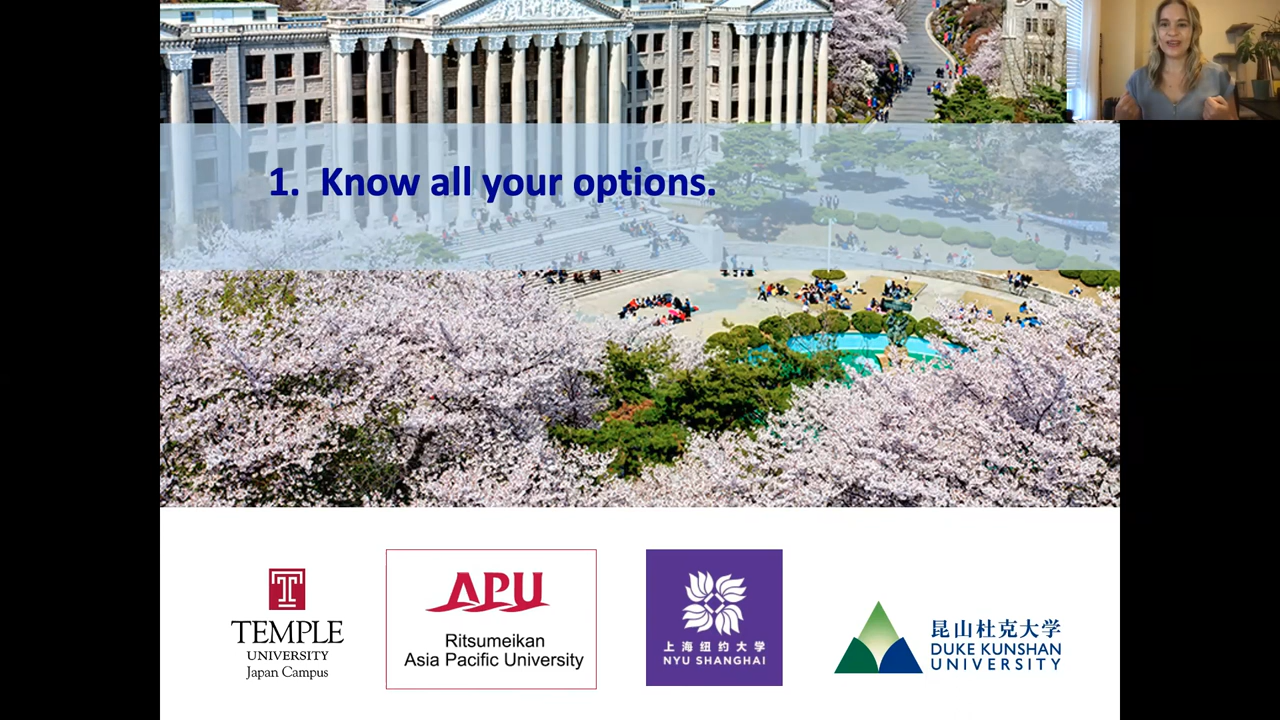 1. Know all your options.
TEMPLE
UNIVERSITY
Japan Campus
APU
Ritsumeikan
Asia Pacific University
上海纽约大学
NYU SHANGHAI
昆山杜克大学
DUKE KUNSHAN
UNIVERSITY